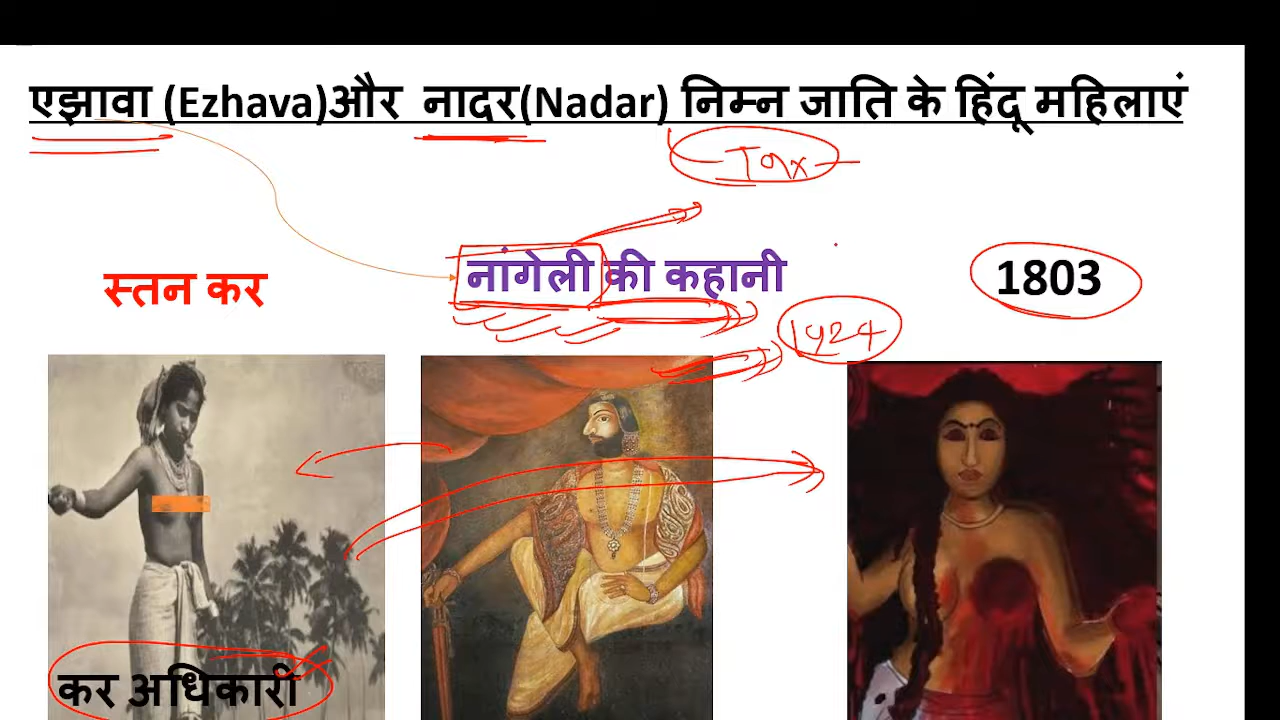 एझावा (Ezhava)और नादर(Nadar) निम्न जाति के हिंदू महिलाएं
Tax
स्तन कर
नांगेली की कहानी
1803
1924
कर अधिकारी